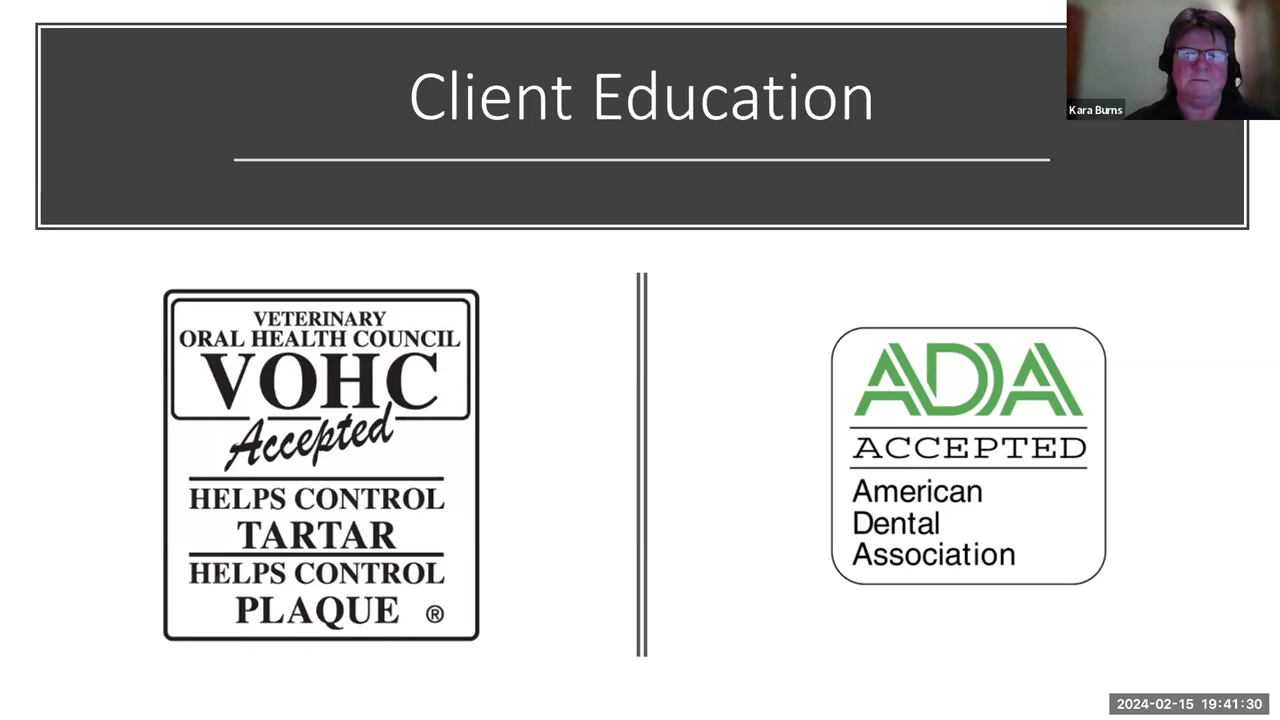 Client Education
Kara Burns
VETERINARY
ORAL HEALTH COUNCIL
VOHC
Accepted
HELPS CONTROL
TARTAR
HELPS CONTROL
PLAQUE ®
ADA
ACCEPTED
American
Dental
Association
2024-02-15 19:41:30